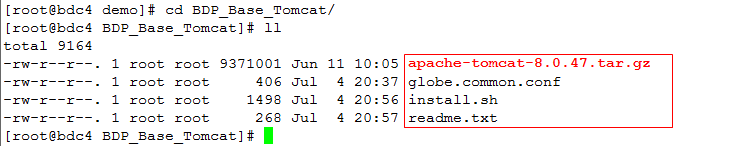 [root@bdc4 demo]# cd BDP_Base_Tomcat/
[root@bdc4 BDP_Base_Tomcat]# ll
total 9164
-rw-r--r--. 1 root root 9371001 Jun 11 10:05 apache-tomcat-8.0.47.tar.gz
-rw-r--r--. 1 root root     406 Jul  4 20:37 globe.common.conf
-rw-r--r--. 1 root root    1498 Jul  4 20:56 install.sh
-rw-r--r--. 1 root root     268 Jul  4 20:57 readme.txt
[root@bdc4 BDP_Base_Tomcat]#